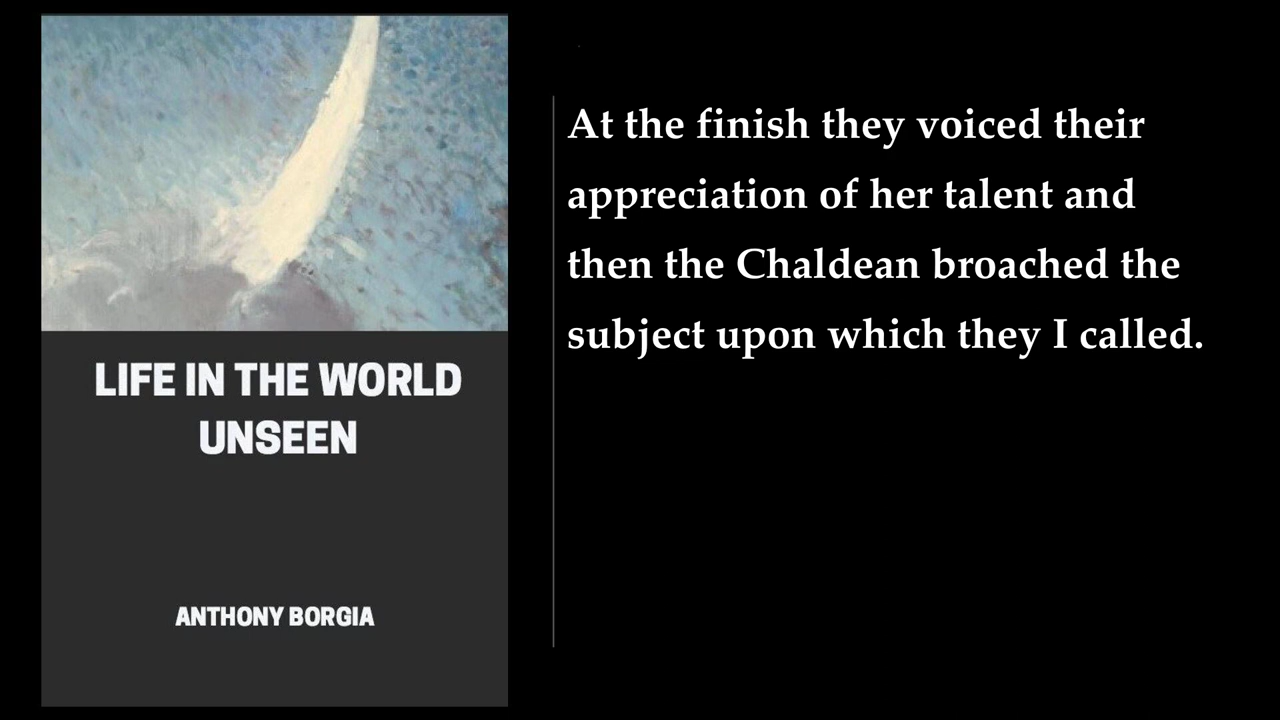 LIFE IN THE WORLD
UNSEEN
ANTHONY BORGIA
At the finish they voiced their
appreciation of her talent and
then the Chaldean broached the
subject upon which they I called.